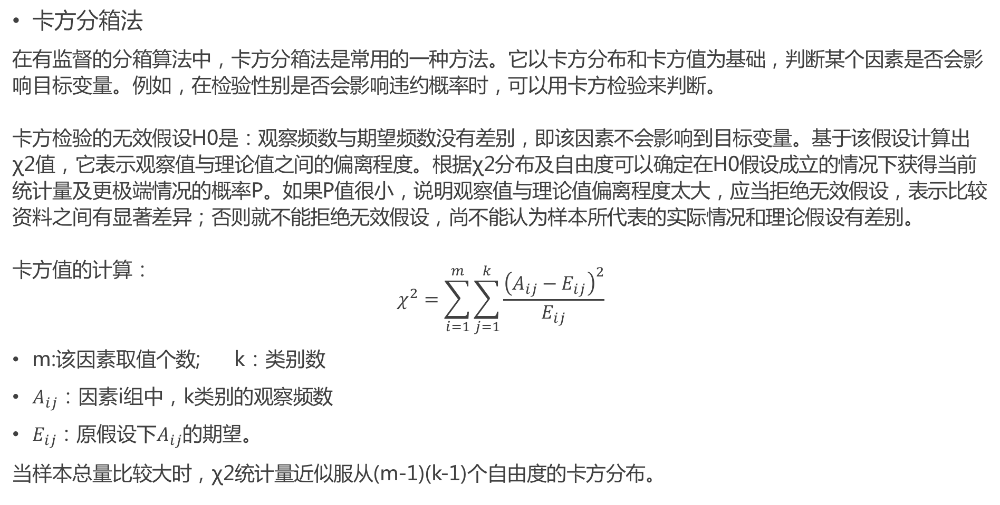 • 卡方分箱法
在有监督的分箱算法中，卡方分箱法是常用的一种方法。它以卡方分布和卡方值为基础，判断某个因素是否会影
响目标变量。例如，在检验性别是否会影响违约概率时，可以用卡方检验来判断。
卡方检验的无效假设H0是：观察频数与期望频数没有差别，即该因素不会影响到目标变量。基于该假设计算出
χ2值，它表示观察值与理论值之间的偏离程度。根据χ2分布及自由度可以确定在H0假设成立的情况下获得当前
统计量及更极端情况的概率P。如果P值很小，说明观察值与理论值偏离程度太大，应当拒绝无效假设，表示比较
资料之间有显著差异；否则就不能拒绝无效假设，尚不能认为样本所代表的实际情况和理论假设有差别。
卡方值的计算：
$\chi^2 = \sum_{i=1}^{m} \sum_{j=1}^{k} \frac{(A_{ij} - E_{ij})^2}{E_{ij}}$
• m:该因素取值个数; k：类别数
• $A_{ij}$：因素i组中，k类别的观察频数
• $E_{ij}$：原假设下$A_{ij}$的期望。
当样本总量比较大时，χ2统计量近似服从(m-1)(k-1)个自由度的卡方分布。